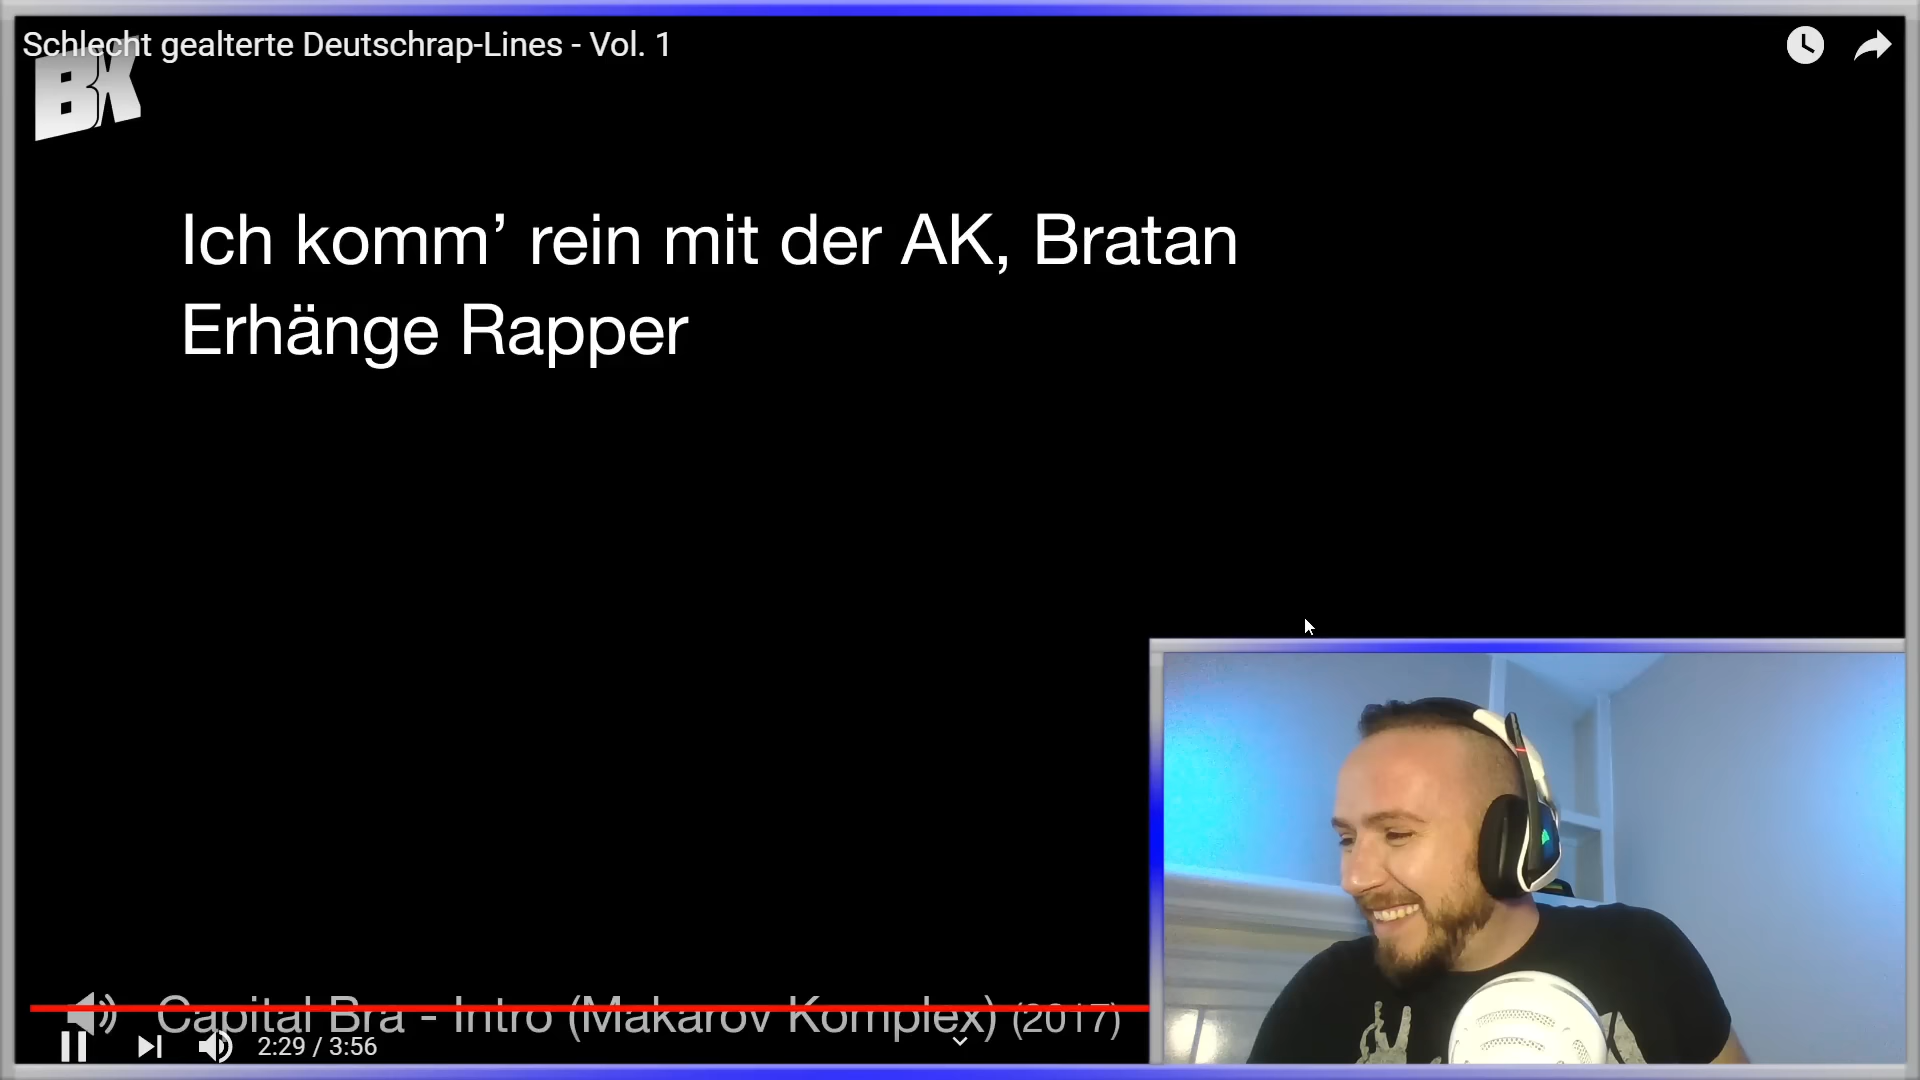 Schlecht gealterte Deutschrap-Lines - Vol. 1
BX
Ich komm’ rein mit der AK, Bratan
Erhänge Rapper
Capital Bra - Intro (Makarov Komplex) (2017)
2:29 / 3:56